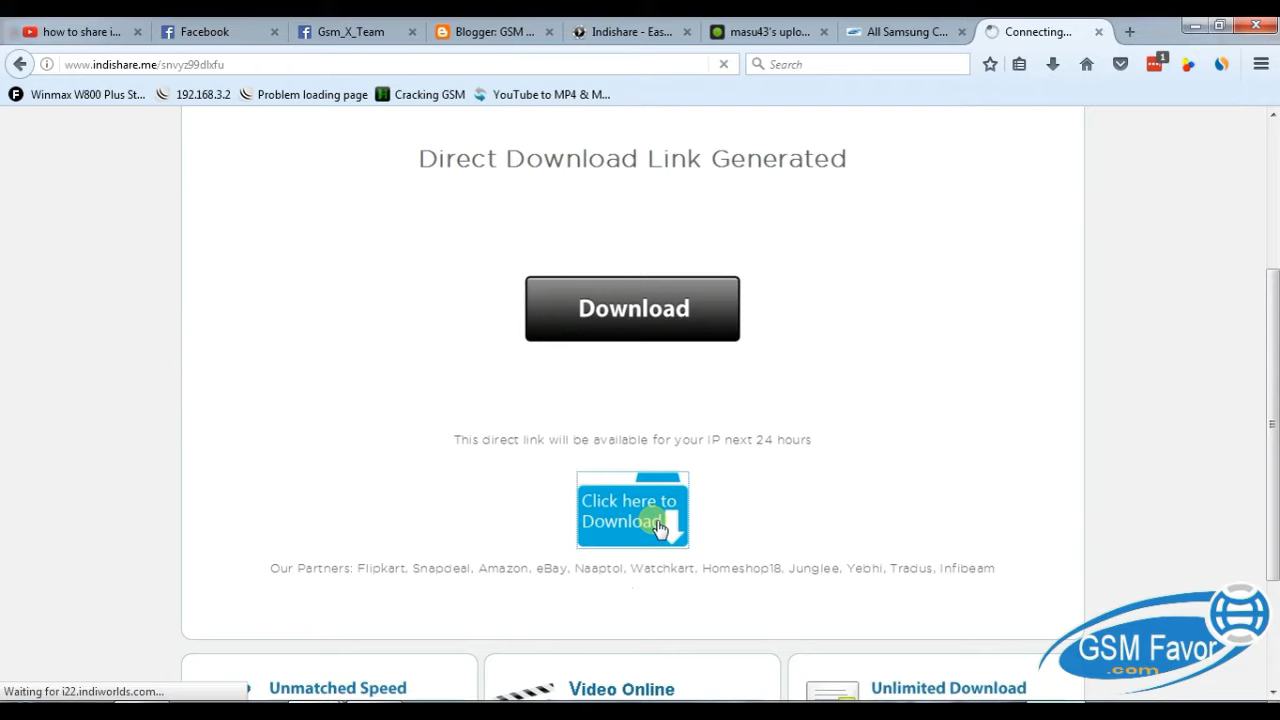 how to share i...
Facebook
Gsm_X_Team
Blogger: GSM ...
Indishare - Eas...
masu43's uplo...
All Samsung C...
Connecting...
www.indishare.me/snvyz99dlxfu
Search
1
Winmax W800 Plus St...
192.168.3.2
Problem loading page
Cracking GSM
YouTube to MP4 & M...
Direct Download Link Generated
Download
This direct link will be available for your IP next 24 hours
Click here to
Download
Our Partners: Flipkart, Snapdeal, Amazon, eBay, Naaptol, Watchkart, Homeshop18, Junglee, Yebhi, Tradus, Infibeam
GSM Favor
.com
Unmatched Speed
Video Online
Unlimited Download
Waiting for i22.indiworlds.com...